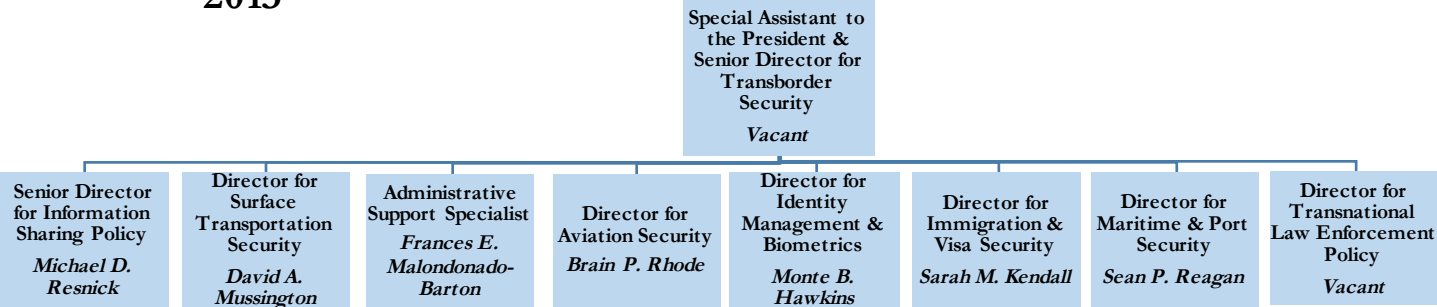 2015
Special Assistant to
the President &
Senior Director for
Transborder
Security
Vacant
Senior Director
for Information
Sharing Policy
Michael D.
Resnick
Director for
Surface
Transportation
Security
David A.
Mussington
Administrative
Support Specialist
Frances E.
Malondonado-
Barton
Director for
Aviation Security
Brain P. Rhode
Director for
Identity
Management &
Biometrics
Monte B.
Hawkins
Director for
Immigration &
Visa Security
Sarah M. Kendall
Director for
Maritime & Port
Security
Sean P. Reagan
Director for
Transnational
Law Enforcement
Policy
Vacant